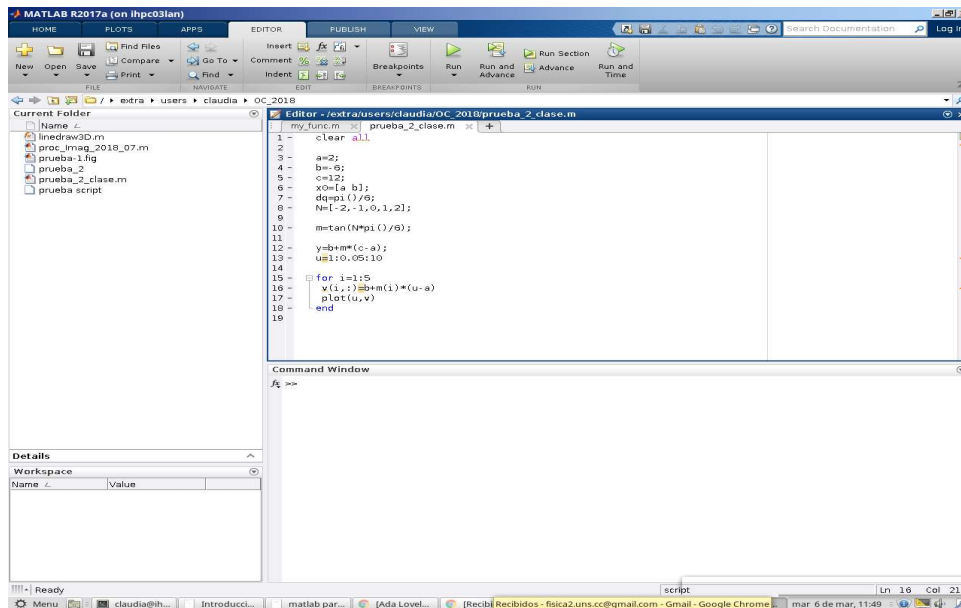 MATLAB R2017a (on ihpc03lan)
HOME PLOTS APPS EDITOR PUBLISH VIEW Search Documentation Log In
New Open Save Find Files Compare Print Go To Find Insert fx Comment Indent Breakpoints Run Run and Advance Run Section Advance Run and Time
FILE NAVIGATE EDIT BREAKPOINTS RUN
/ extra users claudia OC_2018
Current Folder
Name
linedraw3D.m
proc_Imag_2018_07.m
prueba-1.fig
prueba_2
prueba_2_clase.m
prueba script
Details
Workspace
Name Value
Editor - /extra/users/claudia/OC_2018/prueba_2_clase.m
my_func.m prueba_2_clase.m +
1 - clear all
2
3 - a=2;
4 - b=-6;
5 - c=12;
6 - x0=[a b];
7 - dq=pi()/6;
8 - N=[-2,-1,0,1,2];
9
10 - m=tan(N*pi()/6);
11
12 - y=b+m*(c-a);
13 - u=1:0.05:10
14
15 - for i=1:5
16 - v(i,:)=b+m(i)*(u-a)
17 - plot(u,v)
18 - end
19
Command Window
fx >>
Ready script Ln 16 Col 21
Menu claudia@ih... Introducci... matlab par... [Ada Lovel... [Recibi Recibidos - fisica2.uns.cc@gmail.com - Gmail - Google Chrome mar 6 de mar, 11:49